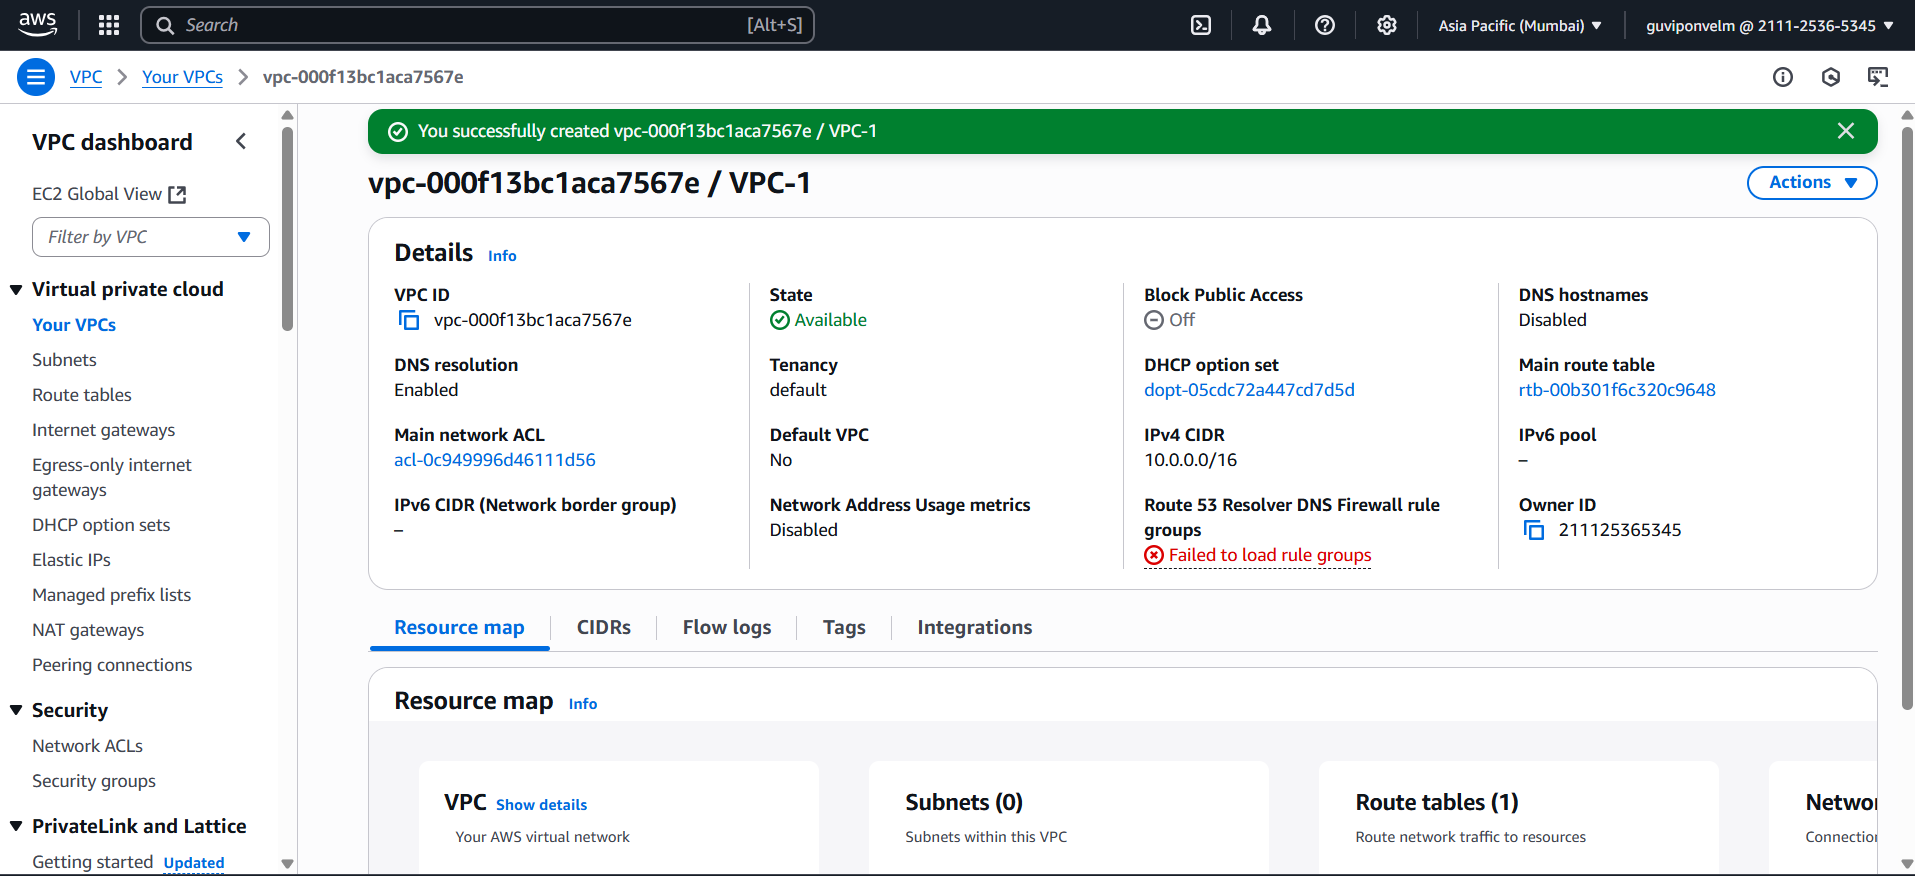 aws
Search [Alt+S]
Asia Pacific (Mumbai)
guviponvelm @ 2111-2536-5345
VPC > Your VPCs > vpc-000f13bc1aca7567e
VPC dashboard
EC2 Global View
Filter by VPC
Virtual private cloud
Your VPCs
Subnets
Route tables
Internet gateways
Egress-only internet
gateways
DHCP option sets
Elastic IPs
Managed prefix lists
NAT gateways
Peering connections
Security
Network ACLs
Security groups
PrivateLink and Lattice
Getting started Updated
You successfully created vpc-000f13bc1aca7567e / VPC-1
vpc-000f13bc1aca7567e / VPC-1
Actions
Details Info
VPC ID
vpc-000f13bc1aca7567e
State
Available
Block Public Access
Off
DNS hostnames
Disabled
DNS resolution
Enabled
Tenancy
default
DHCP option set
dopt-05cdc72a447cd7d5d
Main route table
rtb-00b301f6c320c9648
Main network ACL
acl-0c949996d46111d56
Default VPC
No
IPv4 CIDR
10.0.0.0/16
IPv6 pool
–
IPv6 CIDR (Network border group)
–
Network Address Usage metrics
Disabled
Route 53 Resolver DNS Firewall rule
groups
Failed to load rule groups
Owner ID
211125365345
Resource map
CIDRs
Flow logs
Tags
Integrations
Resource map Info
VPC Show details
Your AWS virtual network
Subnets (0)
Subnets within this VPC
Route tables (1)
Route network traffic to resources